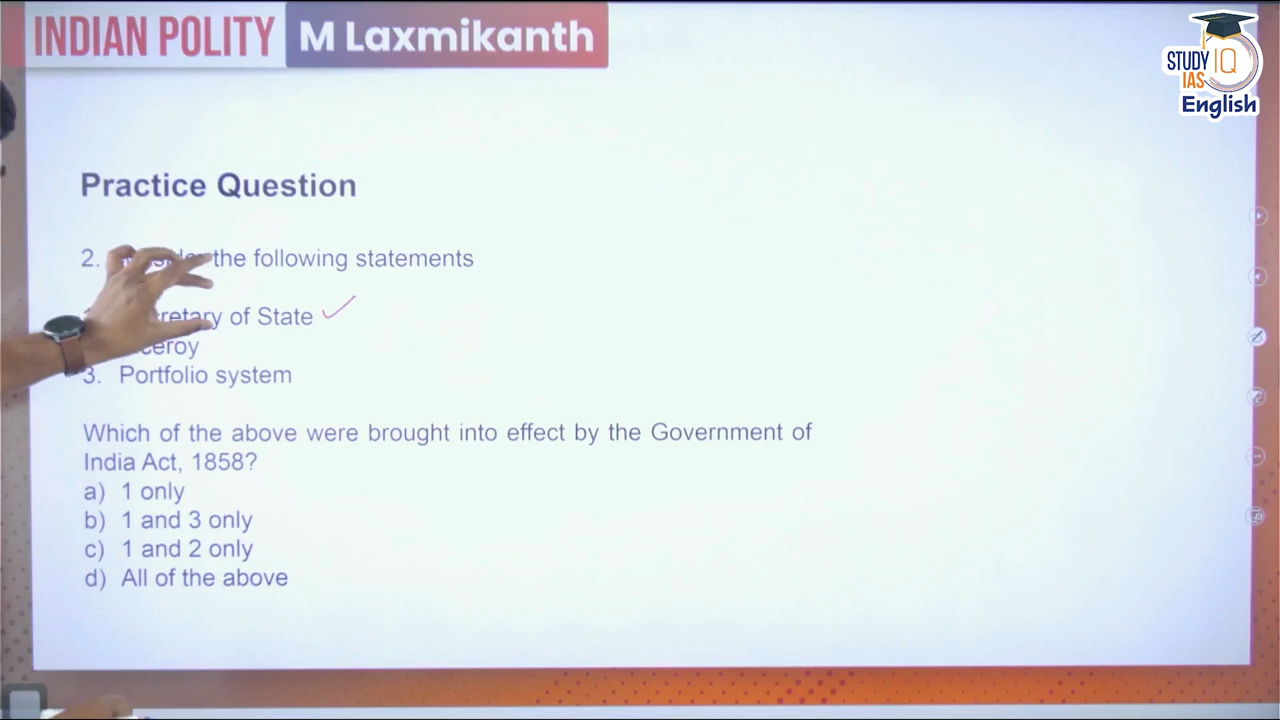 INDIAN POLITY M Laxmikanth
STUDY IQ
IAS
English
Practice Question
2. the following statements
of State
3. Portfolio system
Which of the above were brought into effect by the Government of
India Act, 1858?
a) 1 only
b) 1 and 3 only
c) 1 and 2 only
d) All of the above